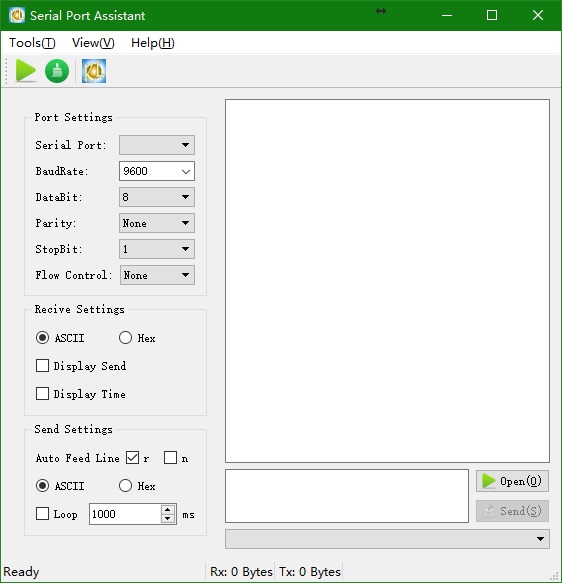 Serial Port Assistant
Tools(T) View(V) Help(H)
Port Settings
Serial Port:
BaudRate: 9600
DataBit: 8
Parity: None
StopBit: 1
Flow Control: None
Recive Settings
ASCII Hex
Display Send
Display Time
Send Settings
Auto Feed Line r n
ASCII Hex
Loop 1000 ms
Open(O)
Send(S)
Ready Rx: 0 Bytes Tx: 0 Bytes